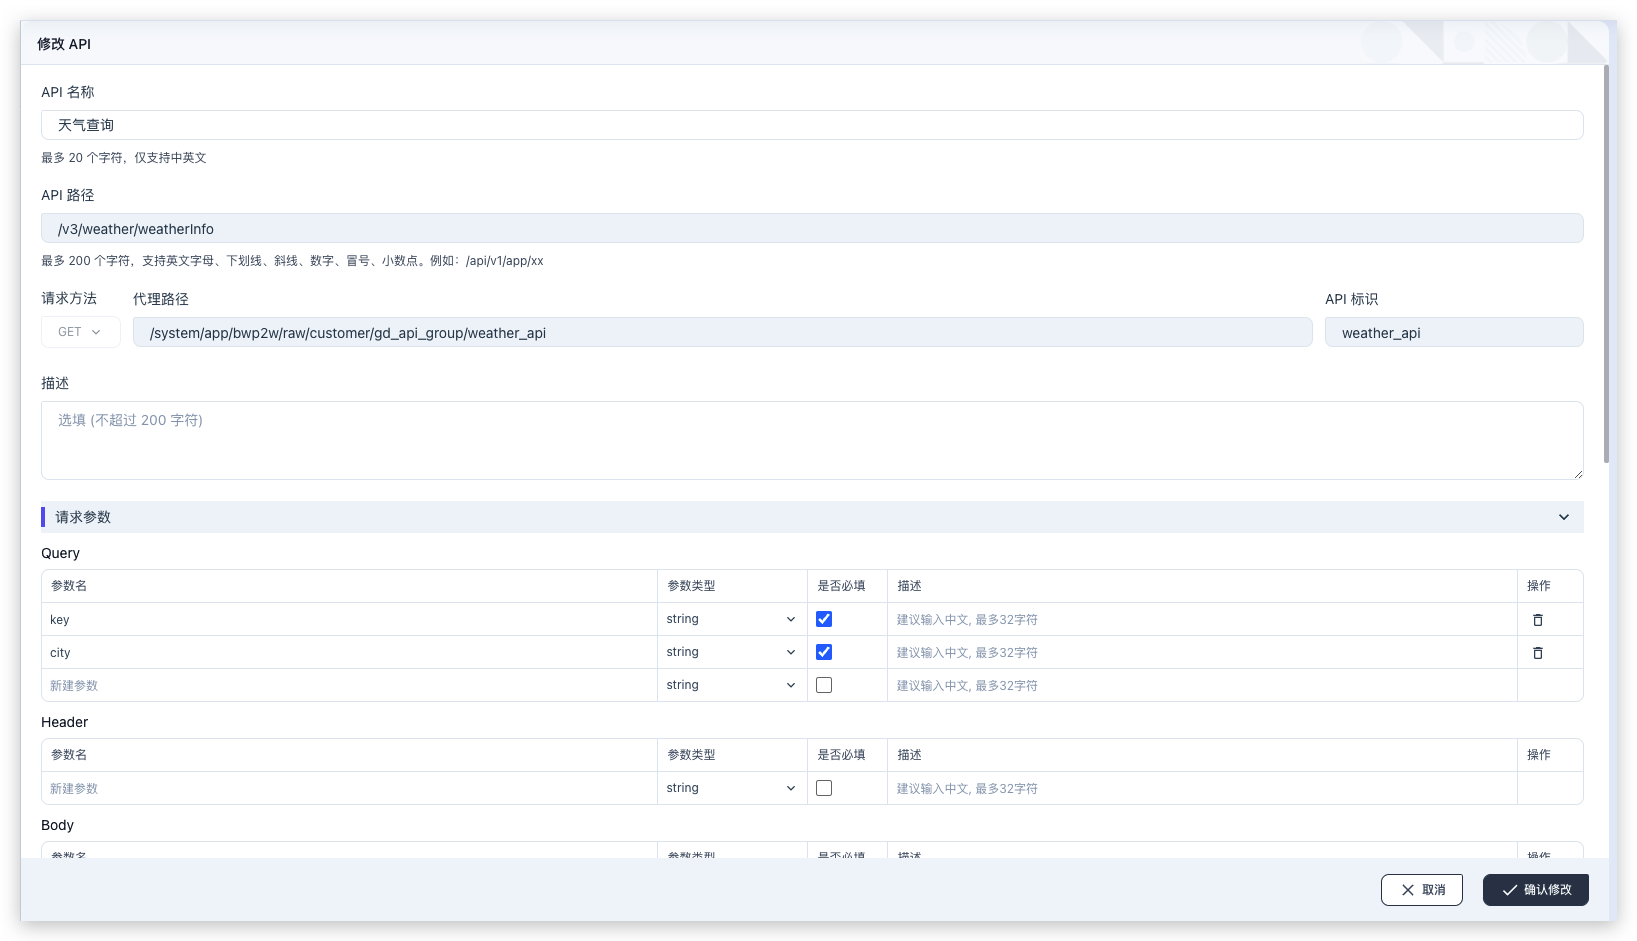 修改 API
API 名称
天气查询
最多 20 个字符，仅支持中英文
API 路径
/v3/weather/weatherInfo
最多 200 个字符，支持英文字母、下划线、斜线、数字、冒号、小数点。例如：/api/v1/app/xx
请求方法 代理路径 API 标识
GET /system/app/bwp2w/raw/customer/gd_api_group/weather_api weather_api
描述
选填 (不超过 200 字符)
请求参数
Query
参数名 参数类型 是否必填 描述 操作
key string 建议输入中文, 最多32字符
city string 建议输入中文, 最多32字符
新建参数 string 建议输入中文, 最多32字符
Header
参数名 参数类型 是否必填 描述 操作
新建参数 string 建议输入中文, 最多32字符
Body
参数名 参数类型 是否必填 描述 操作
取消 确认修改